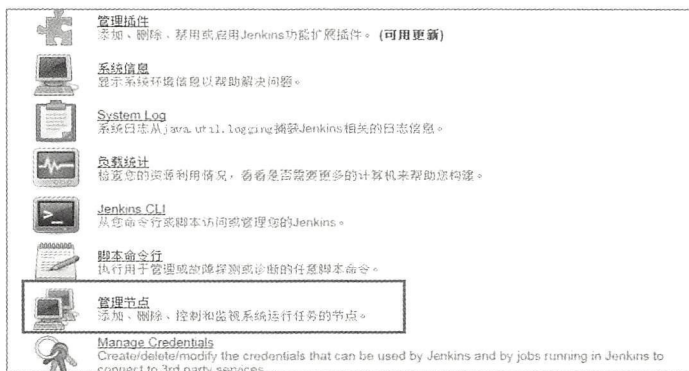 管理插件
添加、删除、禁用或启用Jenkins功能扩展插件。 (可用更新)
系统信息
显示系统环境信息以帮助解决问题。
System Log
系统日志从java.util.logging捕获Jenkins相关的日志信息。
负载统计
检查您的资源利用情况，看看是否需要更多的计算机来帮助您构建。
Jenkins CLI
从您命令行或脚本访问或管理您的Jenkins。
脚本命令行
执行用于管理或故障探测或诊断的任意脚本命令。
管理节点
添加、删除、控制和监视系统运行任务的节点。
Manage Credentials
Create/delete/modify the credentials that can be used by Jenkins and by jobs running in Jenkins to
connect to 3rd party services.